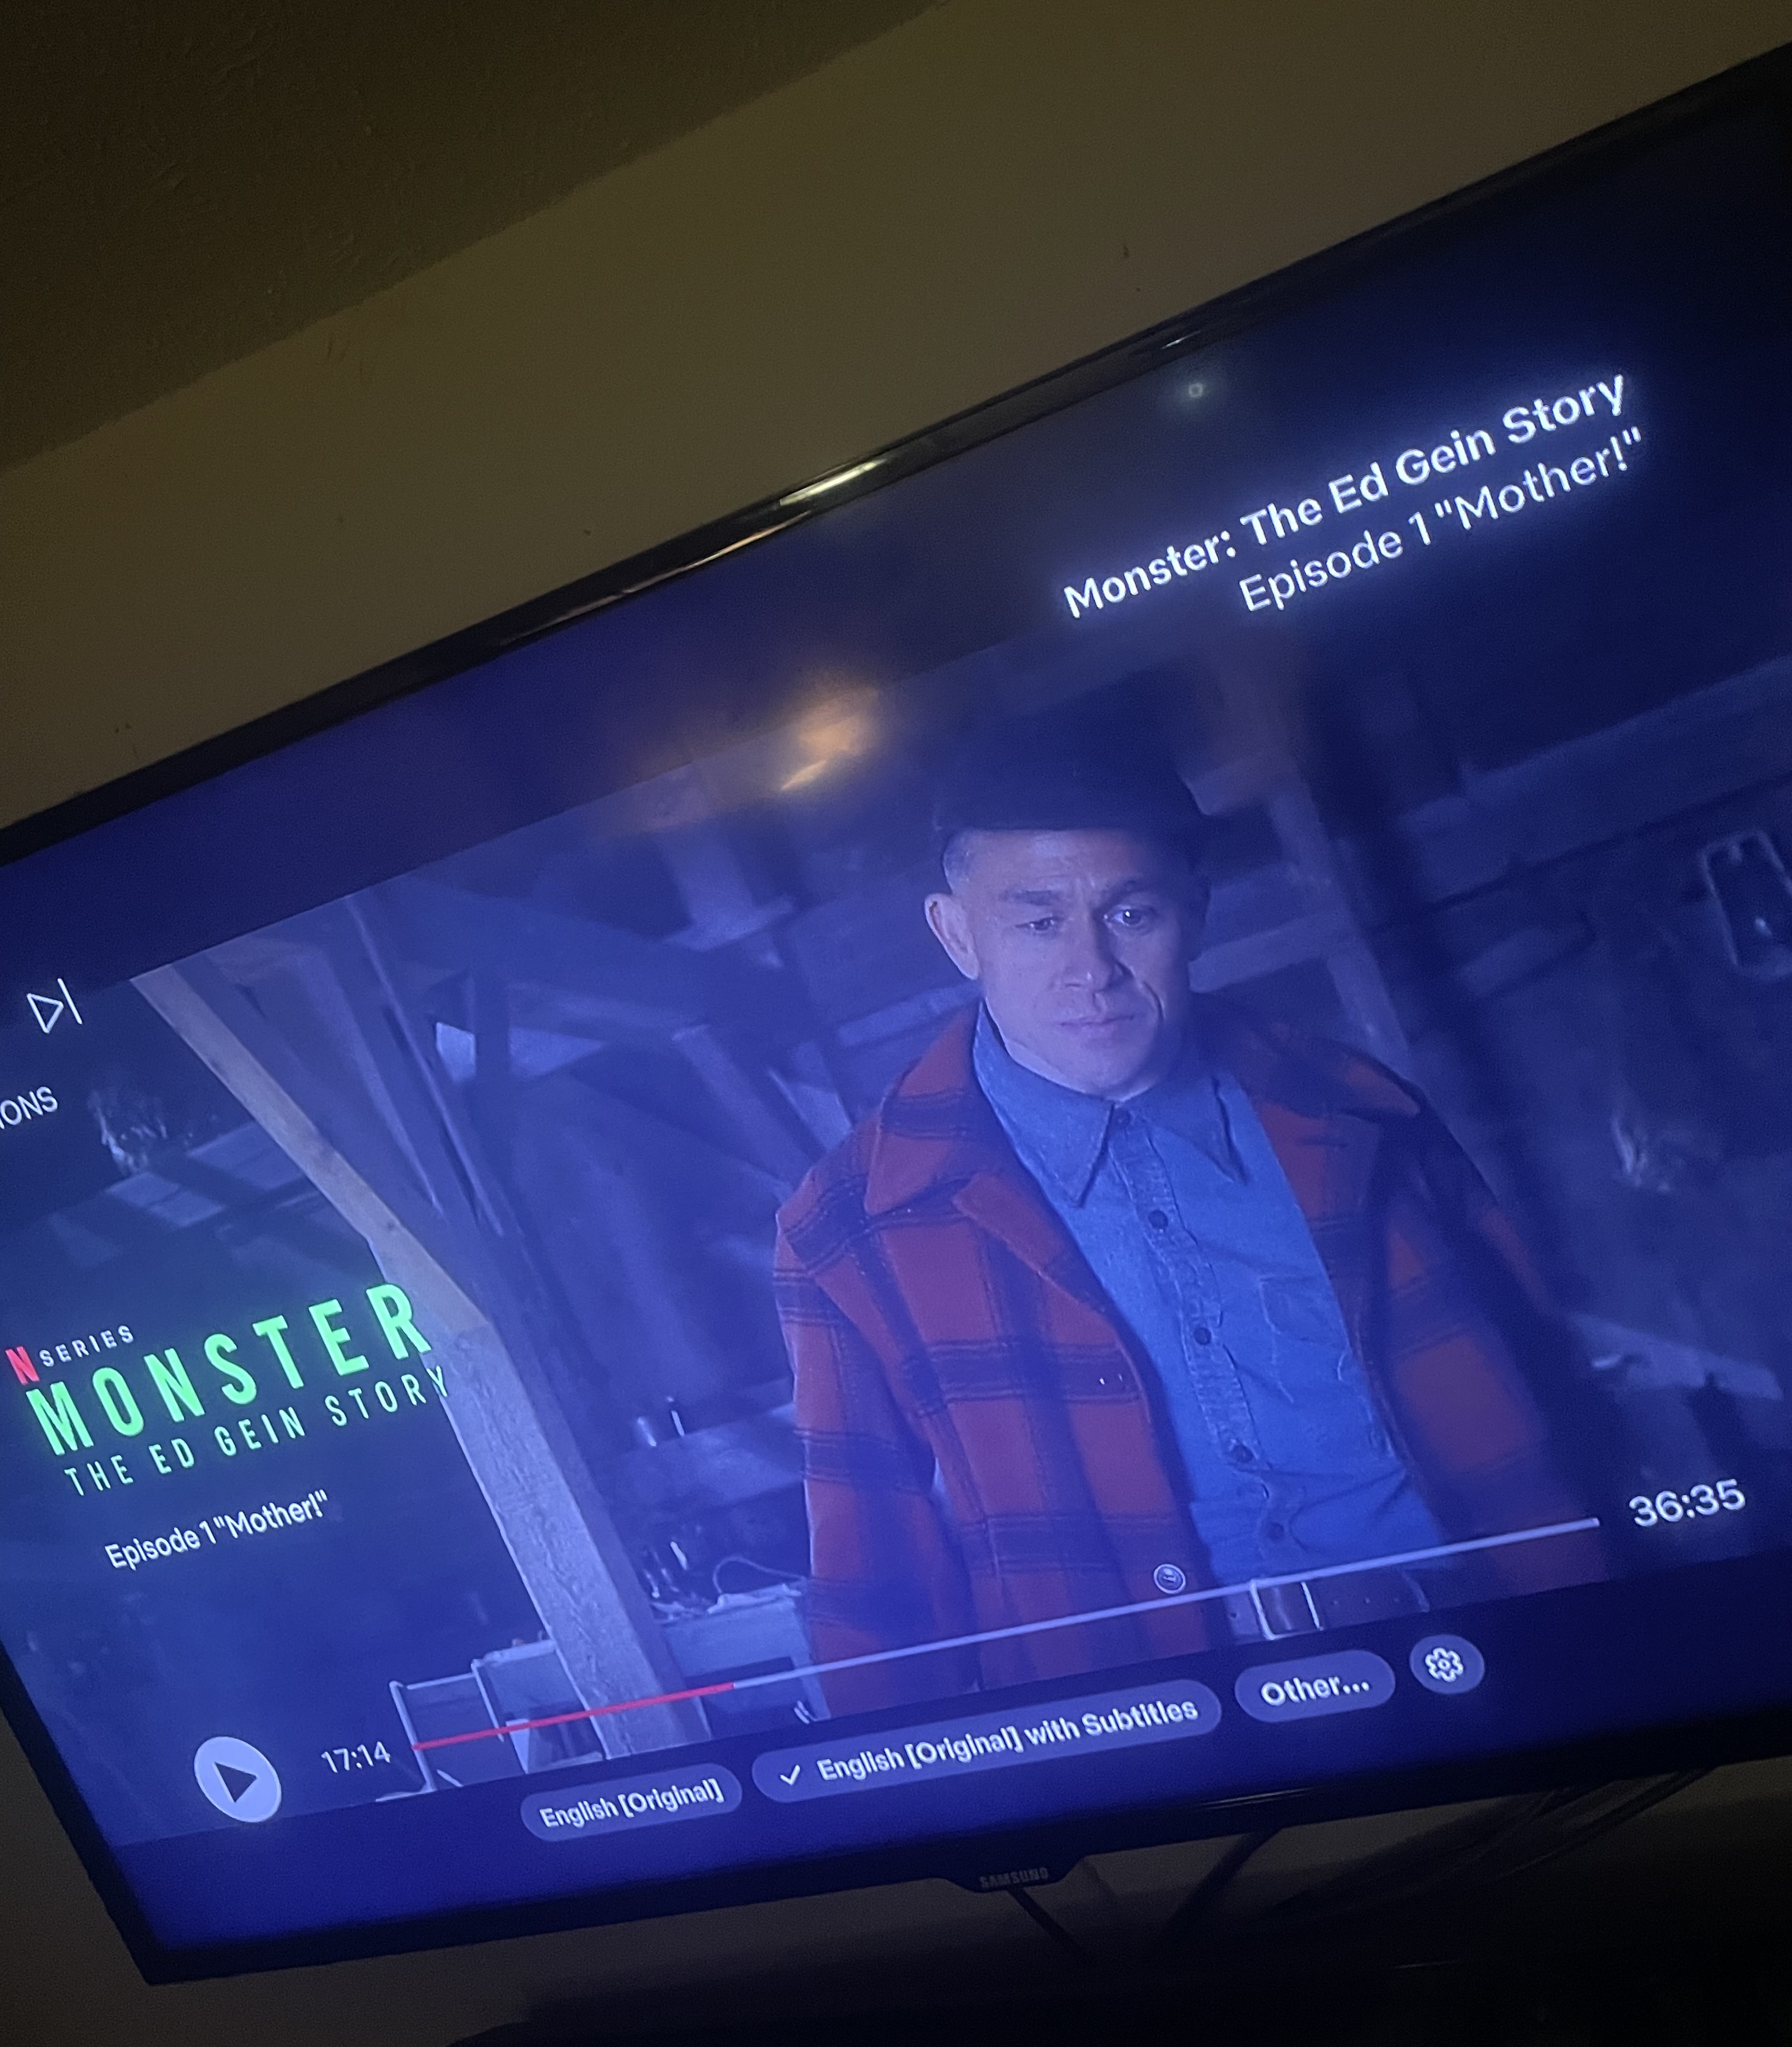 Monster: The Ed Gein Story
Episode 1 "Mother!"
IONS
N SERIES
MONSTER
THE ED GEIN STORY
Episode 1 "Mother!"
17:14
36:35
English [Original]
✓ English [Original] with Subtitles
Other...
SAMSUNG